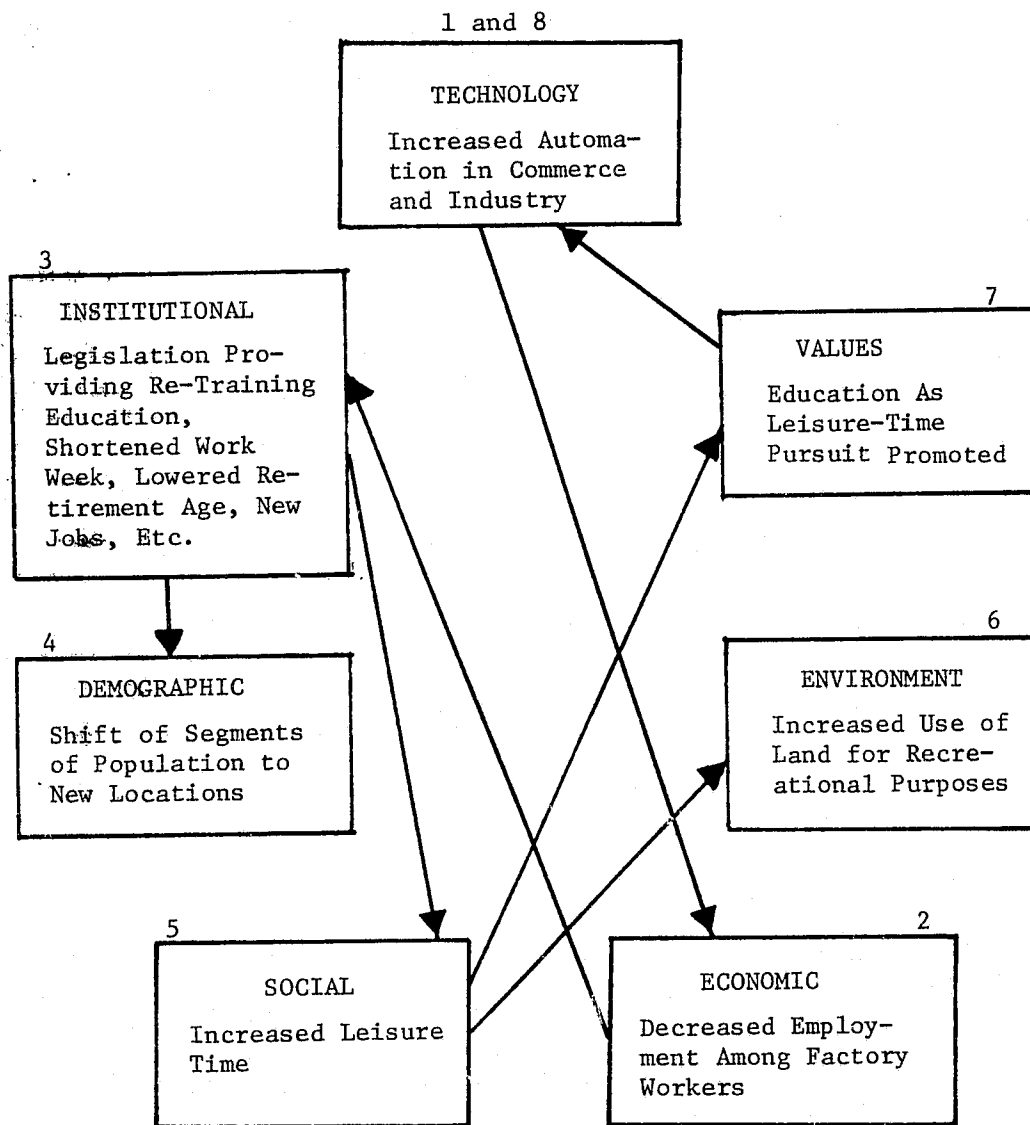 1 and 8
TECHNOLOGY
Increased Automa-
tion in Commerce
and Industry
3
INSTITUTIONAL
Legislation Pro-
viding Re-Training
Education,
Shortened Work
Week, Lowered Re-
tirement Age, New
Jobs, Etc.
7
VALUES
Education As
Leisure-Time
Pursuit Promoted
4
DEMOGRAPHIC
Shift of Segments
of Population to
New Locations
6
ENVIRONMENT
Increased Use of
Land for Recre-
ational Purposes
5
SOCIAL
Increased Leisure
Time
2
ECONOMIC
Decreased Employ-
ment Among Factory
Workers